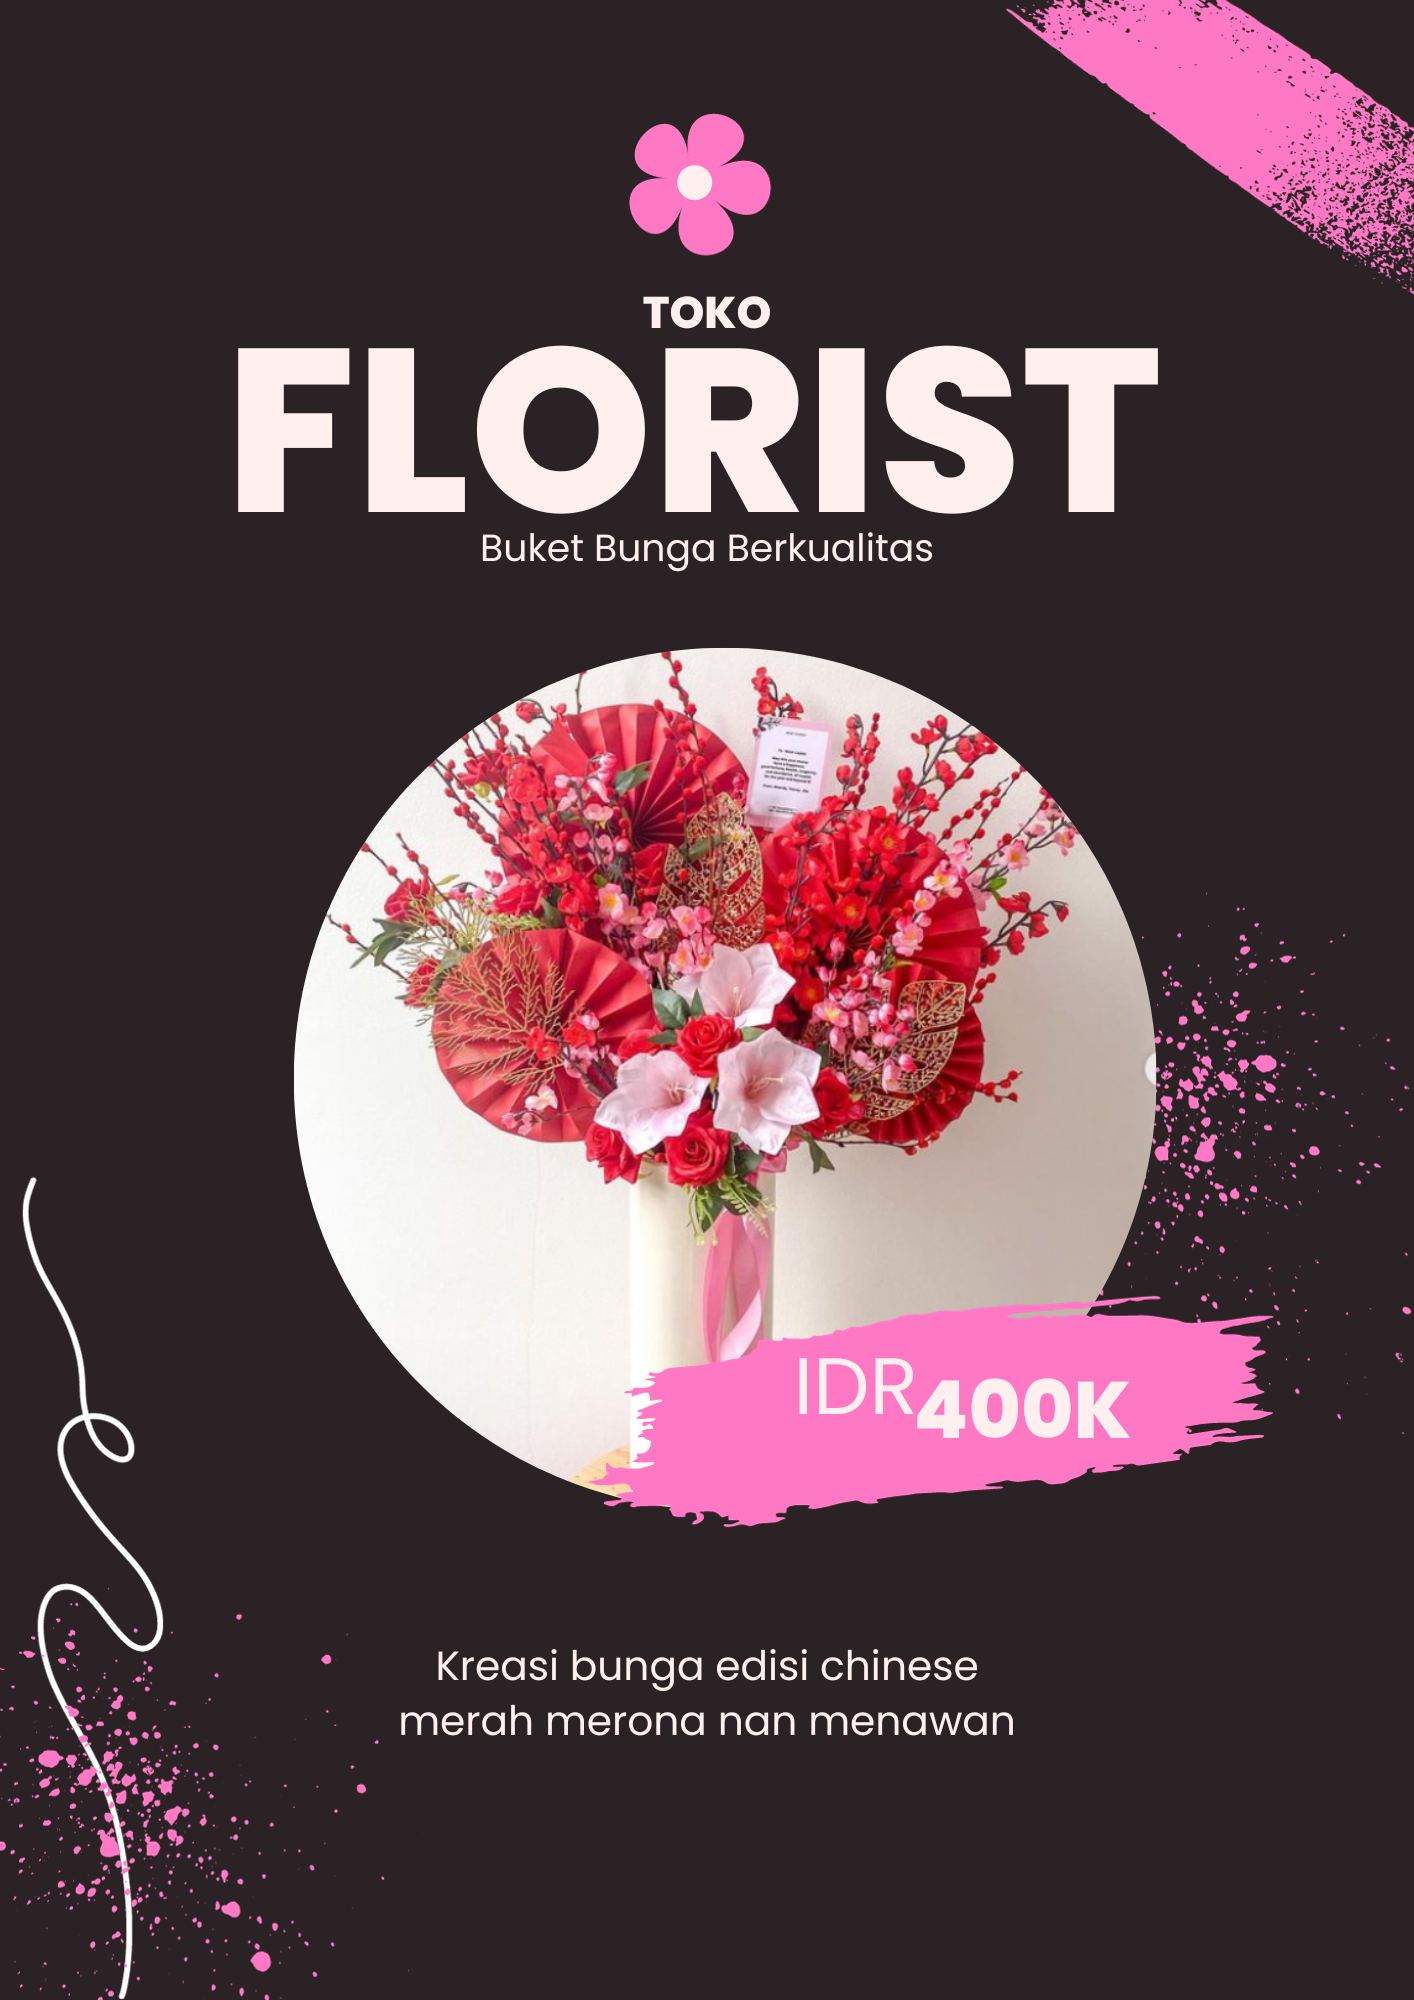 TOKO
FLORIST
Buket Bunga Berkualitas
IDR400K
Kreasi bunga edisi chinese
merah merona nan menawan